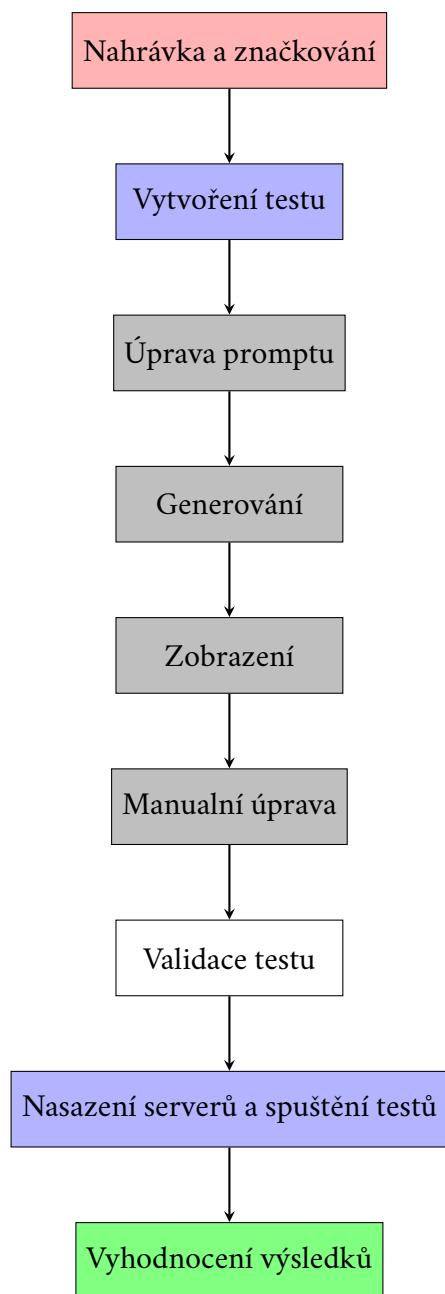 Nahrávka a značkování
Vytvoření testu
Úprava promptu
Generování
Zobrazení
Manualní úprava
Validace testu
Nasazení serverů a spuštění testů
Vyhodnocení výsledků